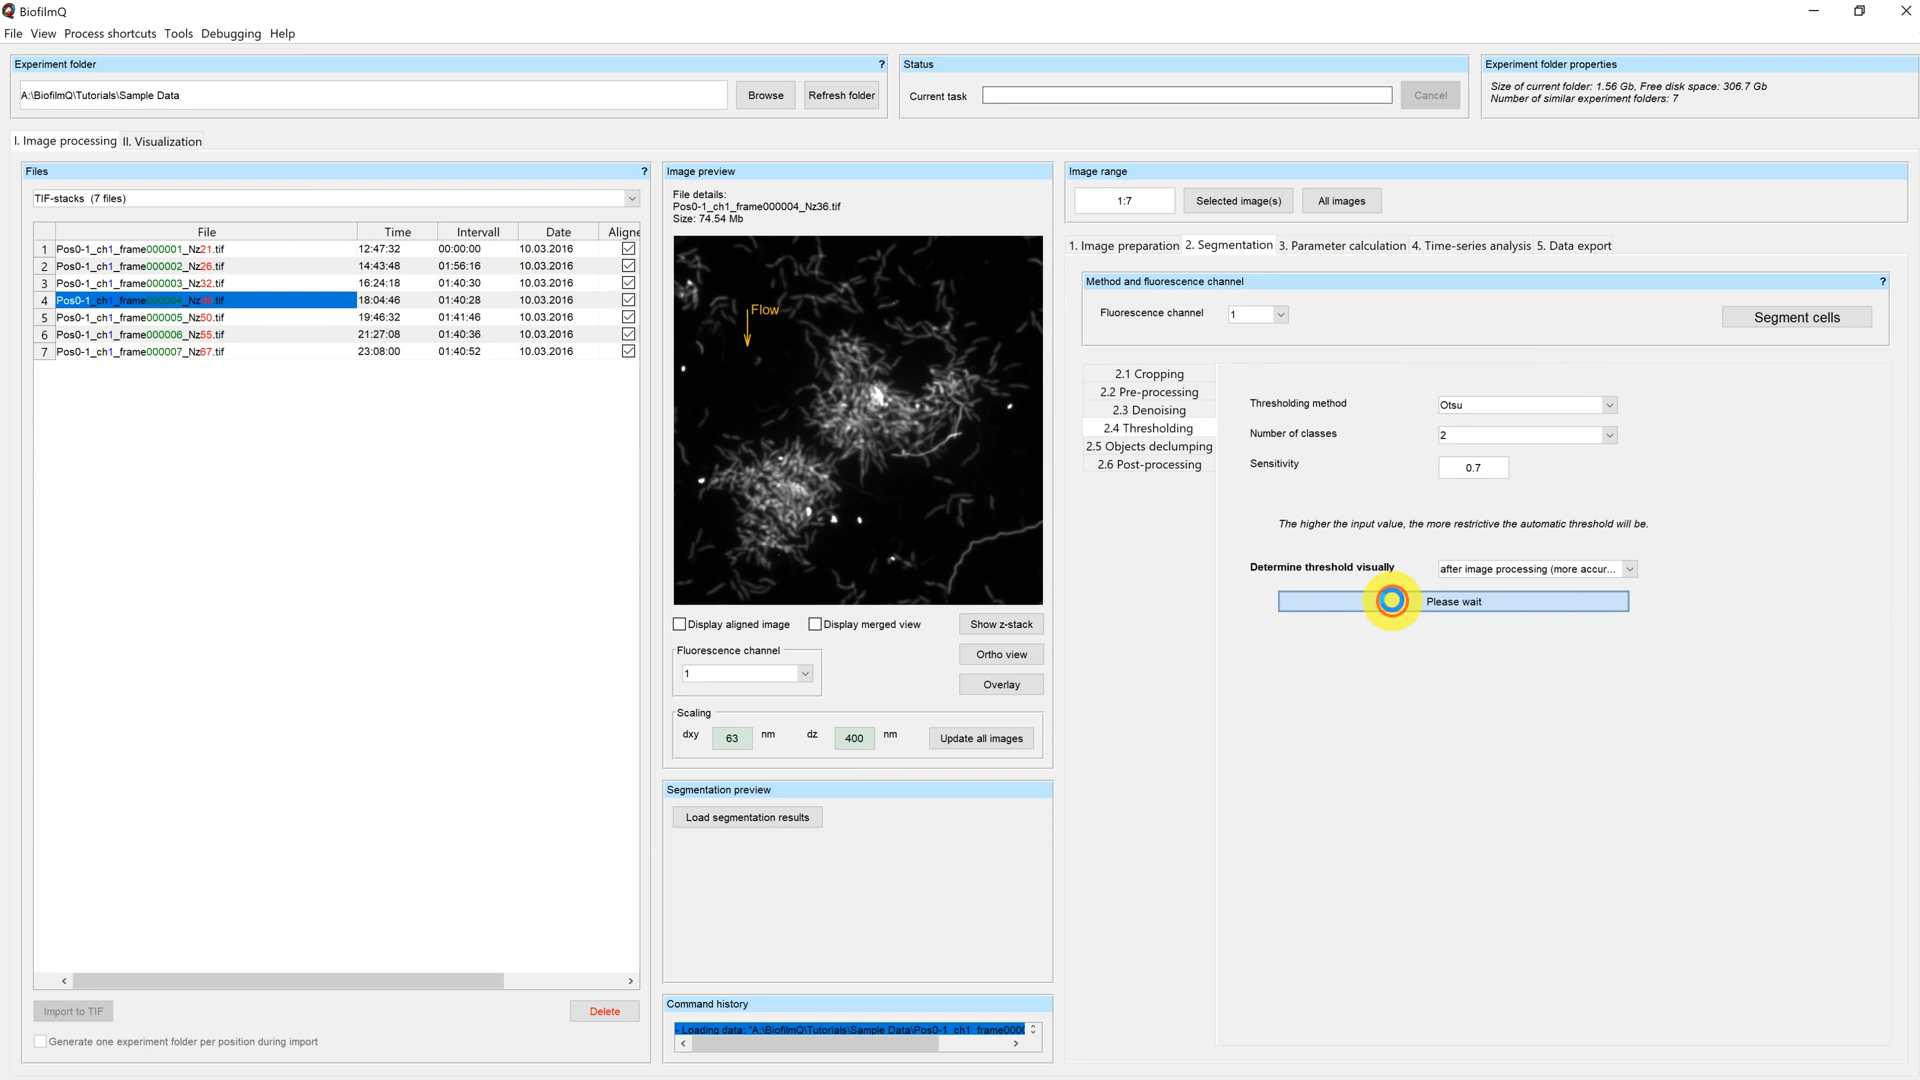 BiofilmQ
File View Process shortcuts Tools Debugging Help
Experiment folder ?
A:\BiofilmQ\Tutorials\Sample Data
Browse
Refresh folder
Status
Current task
Cancel
Experiment folder properties
Size of current folder: 1.56 Gb, Free disk space: 306.7 Gb
Number of similar experiment folders: 7
I. Image processing II. Visualization
Files ?
TIF-stacks (7 files)
File Time Intervall Date Aligne
1 Pos0-1_ch1_frame000001_Nz21.tif 12:47:32 00:00:00 10.03.2016
2 Pos0-1_ch1_frame000002_Nz26.tif 14:43:48 01:56:16 10.03.2016
3 Pos0-1_ch1_frame000003_Nz32.tif 16:24:18 01:40:30 10.03.2016
4 Pos0-1_ch1_frame000004_Nz36.tif 18:04:46 01:40:28 10.03.2016
5 Pos0-1_ch1_frame000005_Nz50.tif 19:46:32 01:41:46 10.03.2016
6 Pos0-1_ch1_frame000006_Nz55.tif 21:27:08 01:40:36 10.03.2016
7 Pos0-1_ch1_frame000007_Nz67.tif 23:08:00 01:40:52 10.03.2016
Import to TIF
Delete
Generate one experiment folder per position during import
Image preview
File details:
Pos0-1_ch1_frame000004_Nz36.tif
Size: 74.54 Mb
Flow
Display aligned image
Display merged view
Show z-stack
Fluorescence channel
1
Ortho view
Overlay
Scaling
dxy 63 nm dz 400 nm
Update all images
Segmentation preview
Load segmentation results
Command history
- Loading data: "A:\BiofilmQ\Tutorials\Sample Data\Pos0-1_ch1_frame000
Image range
1:7
Selected image(s)
All images
1. Image preparation 2. Segmentation 3. Parameter calculation 4. Time-series analysis 5. Data export
Method and fluorescence channel ?
Fluorescence channel 1
Segment cells
2.1 Cropping
2.2 Pre-processing
2.3 Denoising
2.4 Thresholding
2.5 Objects declumping
2.6 Post-processing
Thresholding method Otsu
Number of classes 2
Sensitivity 0.7
The higher the input value, the more restrictive the automatic threshold will be.
Determine threshold visually after image processing (more accur...
Please wait